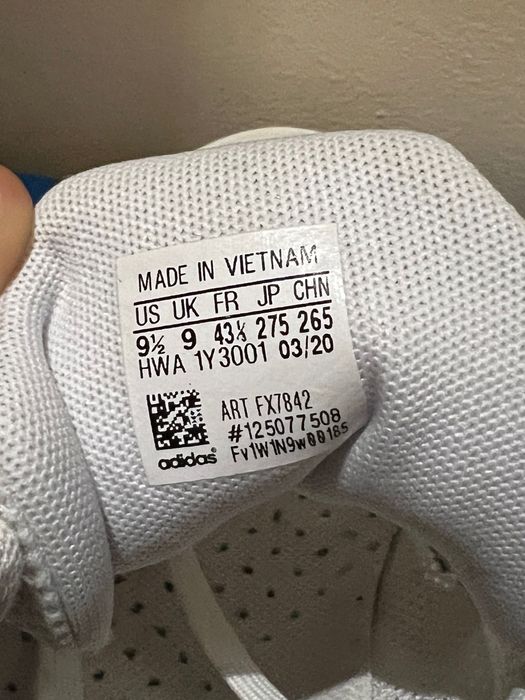 MADE IN VIETNAM
US UK FR JP CHN
9½ 9 43⅓ 275 265
HWA 1Y3001 03/20
ART FX7842
#125077508
Fv1W1N9w00185
adidas®